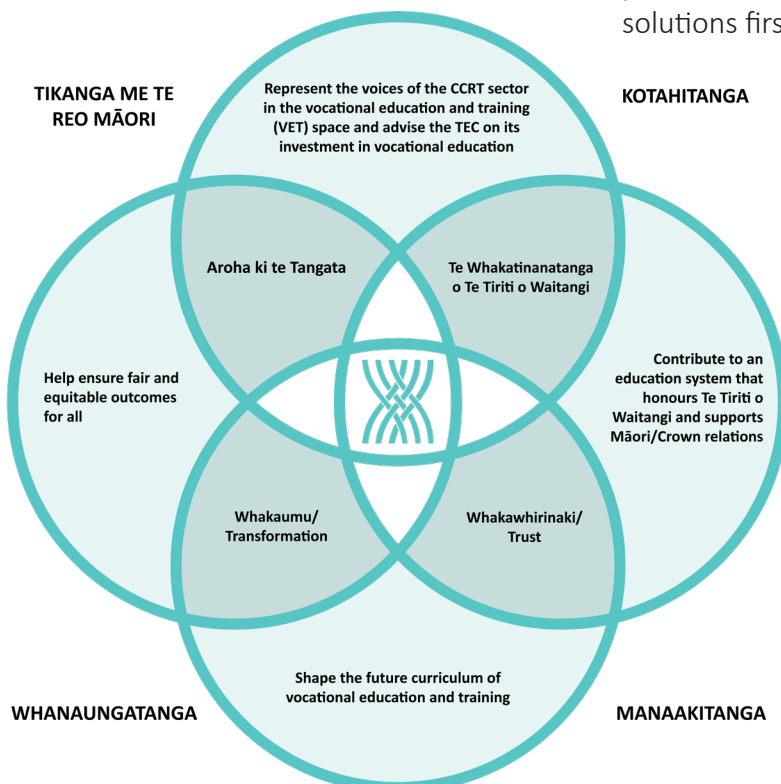 solutions firs
TIKANGA ME TE
REO MĀORI
Represent the voices of the CCRT sector
in the vocational education and training
(VET) space and advise the TEC on its
investment in vocational education
KOTAHITANGA
Aroha ki te Tangata
Te Whakatinanatanga
o Te Tiriti o Waitangi
Help ensure fair and
equitable outcomes
for all
Contribute to an
education system that
honours Te Tiriti o
Waitangi and supports
Māori/Crown relations
Whakaumu/
Transformation
Whakawhirinaki/
Trust
Shape the future curriculum of
vocational education and training
WHANAUNGATANGA
MANAAKITANGA